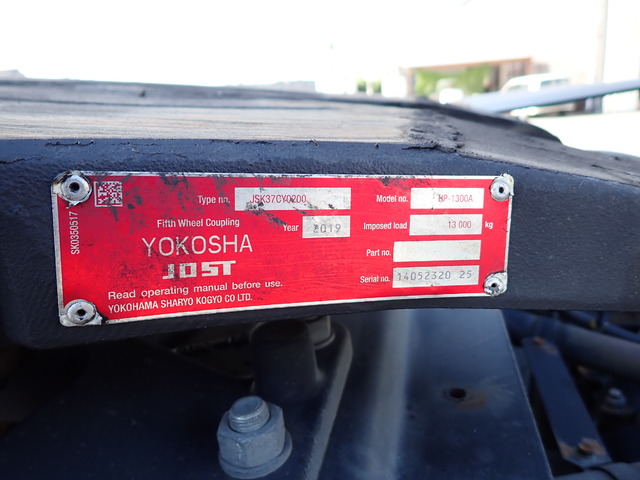 SK0350517
Type no. JSK37CY0200
Model no. HP-1300A
Fifth Wheel Coupling
Year 2019
Imposed load 13 000 kg
YOKOSHA
JOST
Part no.
Serial no. 14052320 25
Read operating manual before use.
YOKOHAMA SHARYO KOGYO CO LTD.